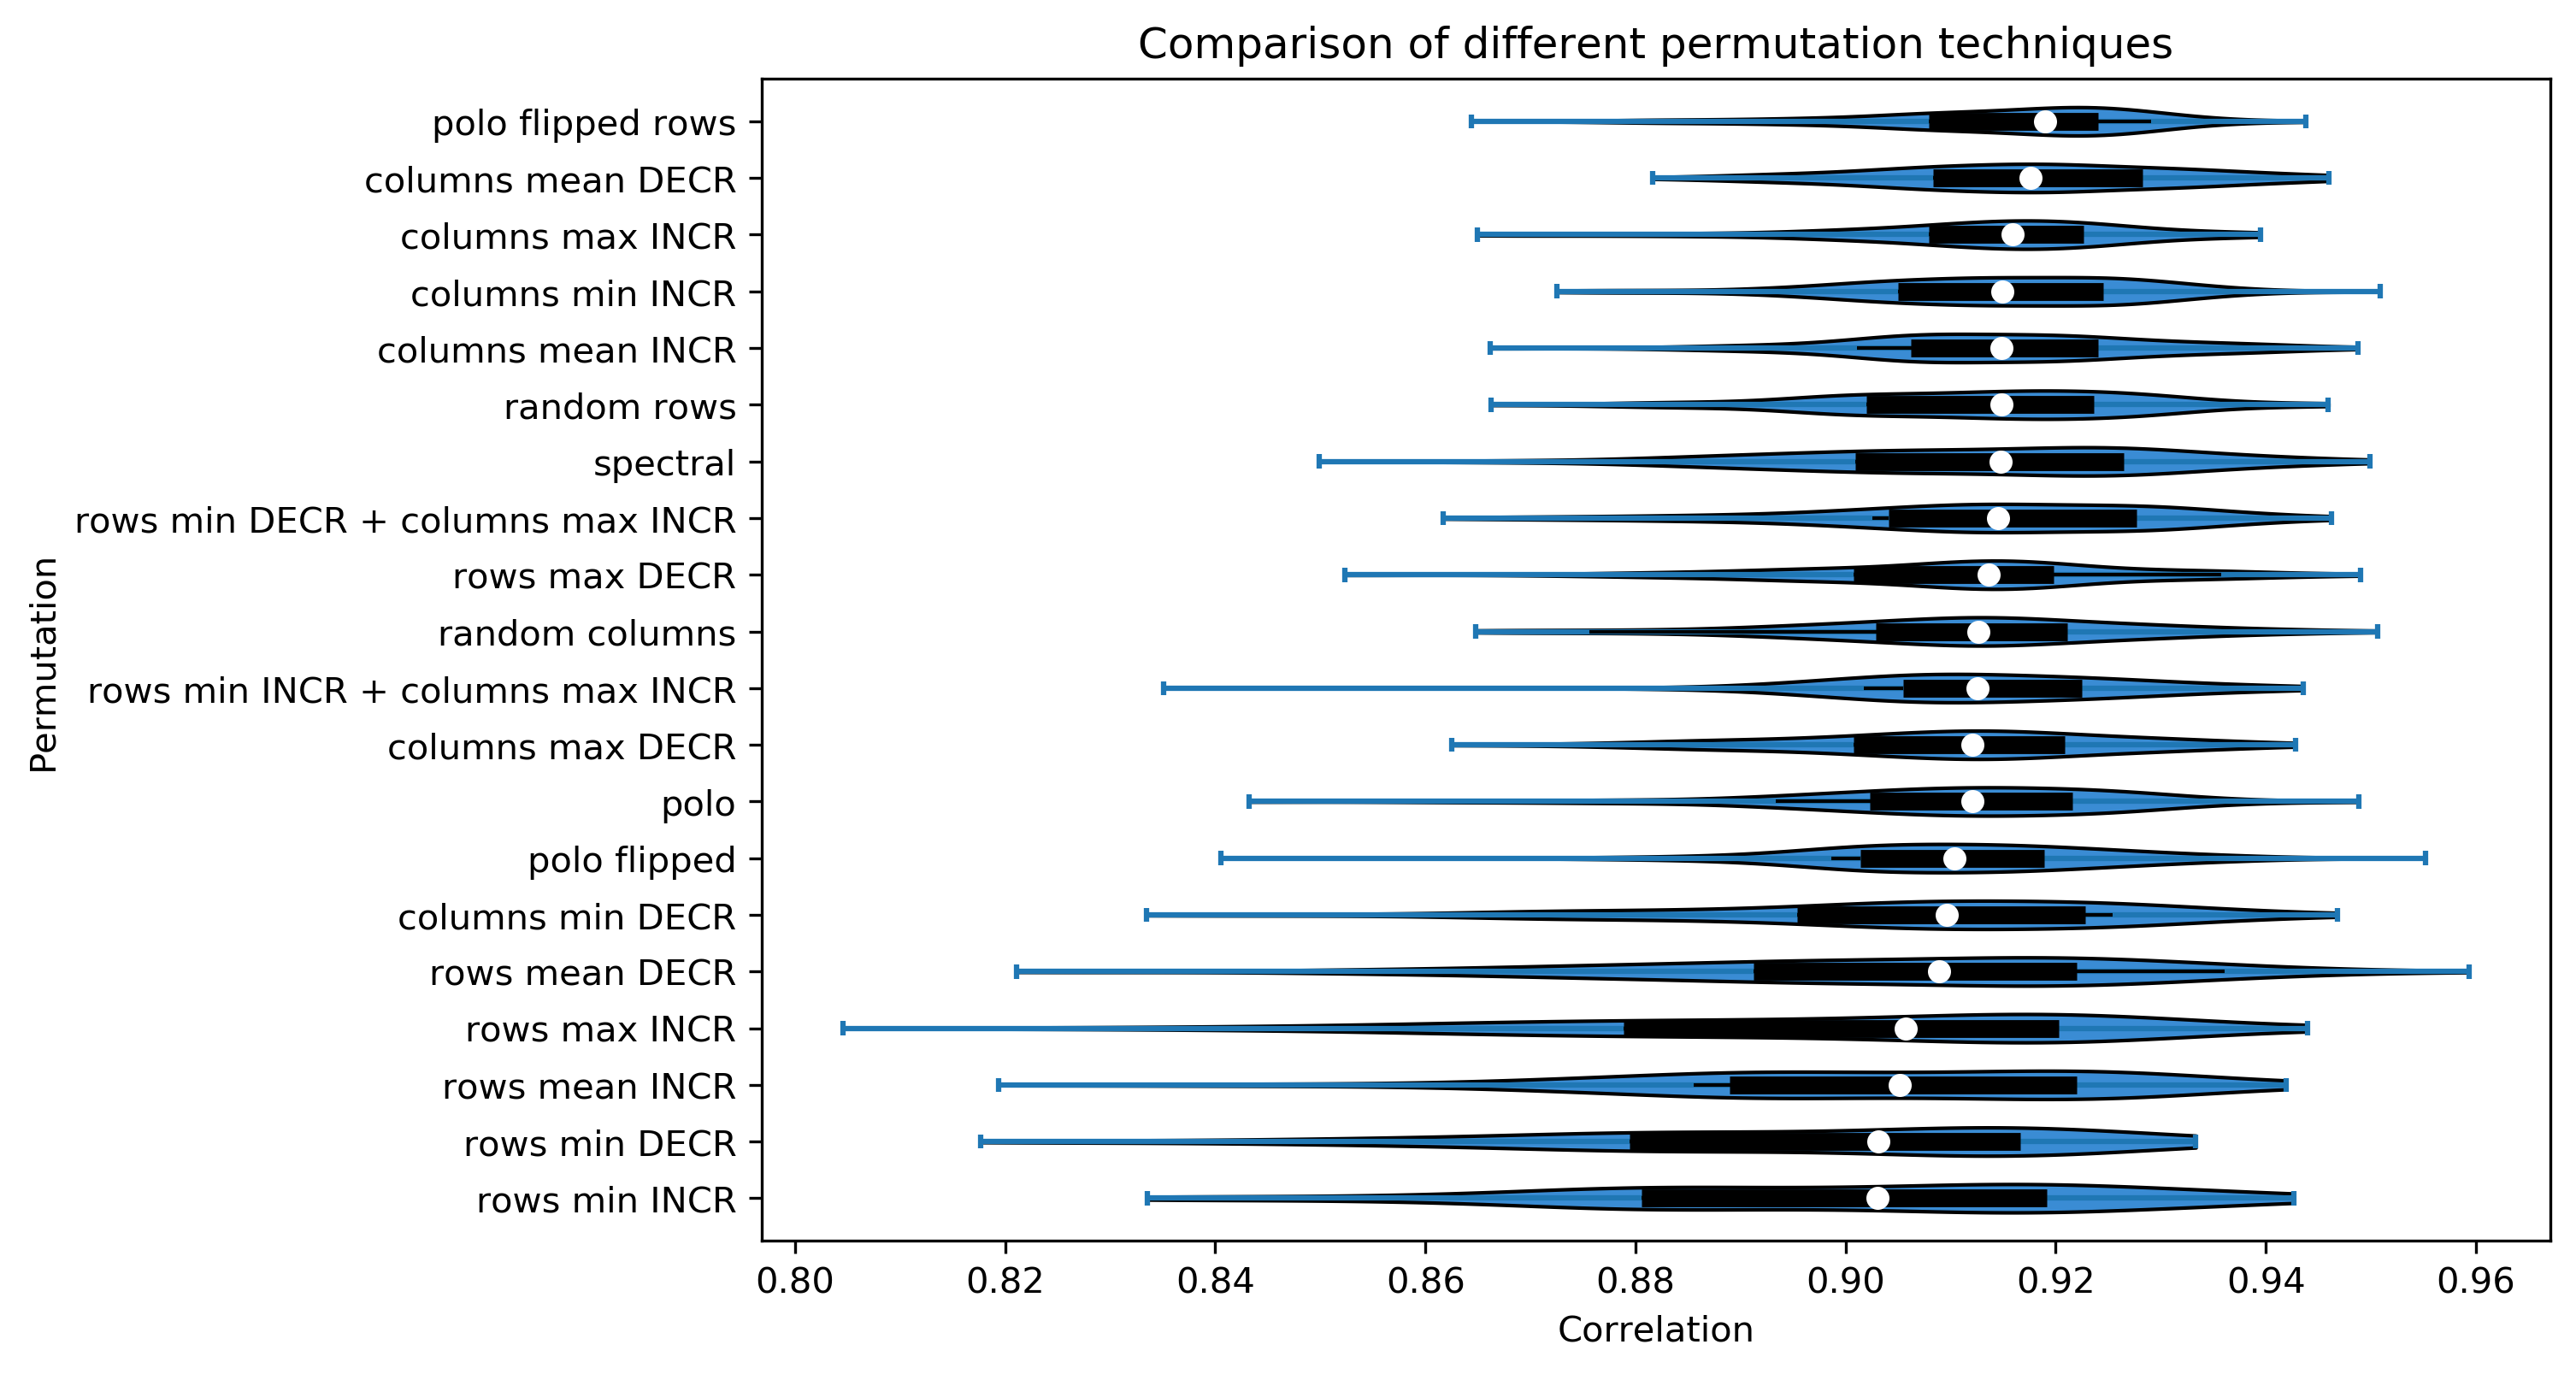 Comparison of different permutation techniques
Permutation
polo flipped rows
columns mean DECR
columns max INCR
columns min INCR
columns mean INCR
random rows
spectral
rows min DECR + columns max INCR
rows max DECR
random columns
rows min INCR + columns max INCR
columns max DECR
polo
polo flipped
columns min DECR
rows mean DECR
rows max INCR
rows mean INCR
rows min DECR
rows min INCR
0.80 0.82 0.84 0.86 0.88 0.90 0.92 0.94 0.96
Correlation